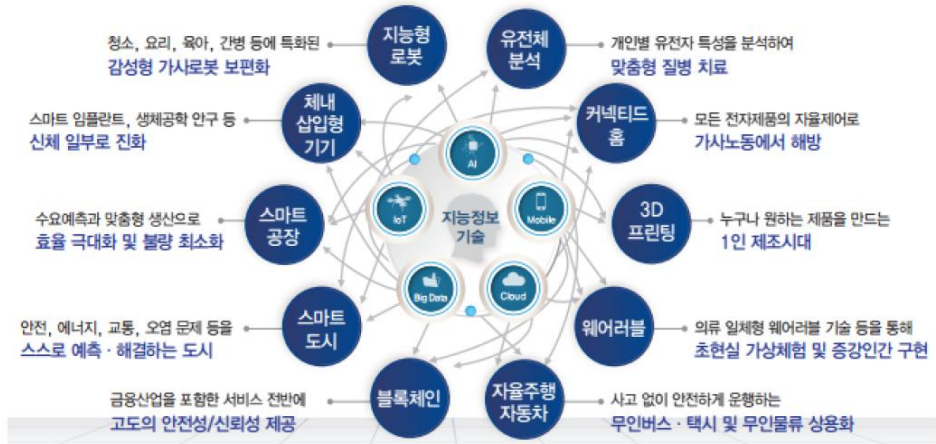 청소, 요리, 육아, 간병 등에 특화된
감성형 가사로봇 보편화
지능형
로봇
유전체
분석
개인별 유전자 특성을 분석하여
맞춤형 질병 치료
스마트 임플란트, 생체공학 안구 등
신체 일부로 진화
체내
삽입형
기기
커넥티드
홈
모든 전자제품의 자율제어로
가사노동에서 해방
AI
IoT
지능정보
기술
Mobile
Big Data
Cloud
수요예측과 맞춤형 생산으로
효율 극대화 및 불량 최소화
스마트
공장
3D
프린팅
누구나 원하는 제품을 만드는
1인 제조시대
안전, 에너지, 교통, 오염 문제 등을
스스로 예측 · 해결하는 도시
스마트
도시
웨어러블
의류 일체형 웨어러블 기술 등을 통해
초현실 가상체험 및 증강인간 구현
금융산업을 포함한 서비스 전반에
고도의 안전성/신뢰성 제공
블록체인
자율주행
자동차
사고 없이 안전하게 운행하는
무인버스 · 택시 및 무인물류 상용화